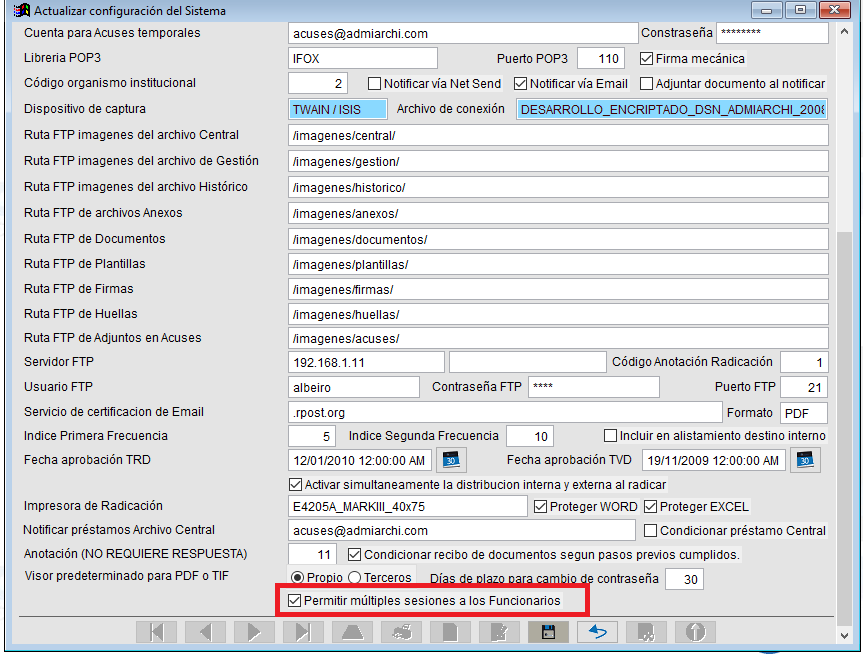 Actualizar configuración del Sistema
Cuenta para Acuses temporales acuses@admiarchi.com Constraseña ********
Libreria POP3 IFOX Puerto POP3 110 Firma mecánica
Código organismo institucional 2 Notificar vía Net Send Notificar vía Email Adjuntar documento al notificar
Dispositivo de captura TWAIN / ISIS Archivo de conexión DESARROLLO_ENCRIPTADO_DSN_ADMIARCHI_2008
Ruta FTP imagenes del archivo Central /imagenes/central/
Ruta FTP imagenes del archivo de Gestión /imagenes/gestion/
Ruta FTP imagenes del archivo Histórico /imagenes/historico/
Ruta FTP de archivos Anexos /imagenes/anexos/
Ruta FTP de Documentos /imagenes/documentos/
Ruta FTP de Plantillas /imagenes/plantillas/
Ruta FTP de Firmas /imagenes/firmas/
Ruta FTP de Huellas /imagenes/huellas/
Ruta FTP de Adjuntos en Acuses /imagenes/acuses/
Servidor FTP 192.168.1.11 Código Anotación Radicación 1
Usuario FTP albeiro Contraseña FTP **** Puerto FTP 21
Servicio de certificacion de Email .rpost.org Formato PDF
Indice Primera Frecuencia 5 Indice Segunda Frecuencia 10 Incluir en alistamiento destino interno
Fecha aprobación TRD 12/01/2010 12:00:00 AM 30 Fecha aprobación TVD 19/11/2009 12:00:00 AM 30
Activar simultaneamente la distribucion interna y externa al radicar
Impresora de Radicación E4205A_MARKIII_40x75 Proteger WORD Proteger EXCEL
Notificar préstamos Archivo Central acuses@admiarchi.com Condicionar préstamo Central
Anotación (NO REQUIERE RESPUESTA) 11 Condicionar recibo de documentos segun pasos previos cumplidos.
Visor predeterminado para PDF o TIF Propio Terceros Días de plazo para cambio de contraseña 30
Permitir múltiples sesiones a los Funcionarios